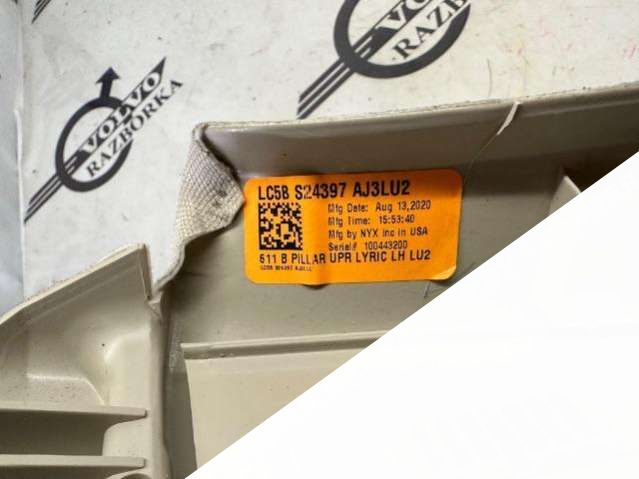 VOLVO
RAZBORKA
VOLVO
RAZBORKA
LC5B S24397 AJ3LU2
Mfg Date: Aug 13,2020
Mfg Time: 15:53:40
Mfg by NYX Inc in USA
Serial# 100443200
611 B PILLAR UPR LYRIC LH LU2